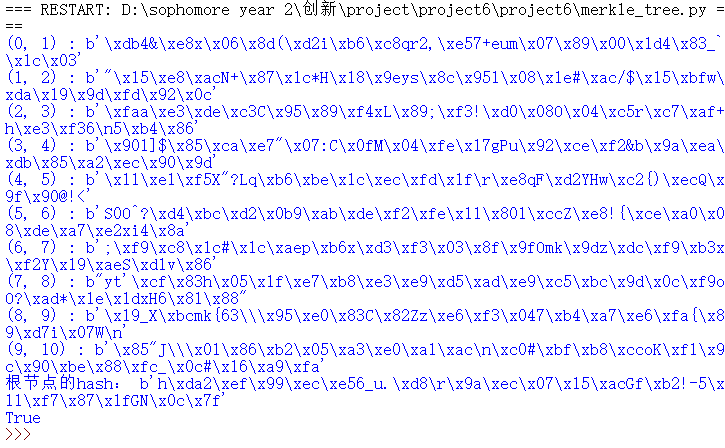 === RESTART: D:\sophomore year 2\创新\project\project6\project6\merkle_tree.py =
==
(0, 1) : b'\xdb4&\xe8x\x06\x8d(\xd2i\xb6\xc8qr2,\xe57+eum\x07\x89\x00\x1d4\x83_`
\x1c\x03'
(1, 2) : b'"\x15\xe8\xacN+\x87\x1c*H\x18\x9eys\x8c\x951\x08\x1e#\xac/$\x15\xbfw\
xda\x19\x9d\xfd\x92\x0c'
(2, 3) : b'\xfaa\xe3\xde\xc3C\x95\x89\xf4xL\x89;\xf3!\xd0\x08O\x04\xc5r\xc7\xaf+
h\xe3\xf36\n5\xb4\x86'
(3, 4) : b'\x901]$\x85\xca\xe7"\x07:C\x0fM\x04\xfe\x17gPu\x92\xce\xf2&b\x9a\xea\
xdb\x85\xa2\xec\x90\x9d'
(4, 5) : b'\x11\xe1\xf5X"?Lq\xb6\xbe\x1c\xec\xfd\x1f\r\xe8qF\xd2YHw\xc2{)\xecQ\x
9f\x90@!<'
(5, 6) : b'S0O^?\xd4\xbc\xd2\x0b9\xab\xde\xf2\xfe\x11\x801\xccZ\xe8!{\xce\xa0\x0
8\xde\xa7\xe2xi4\x8a'
(6, 7) : b';\xf9\xc8\x1c#\x1c\xaep\xb6x\xd3\xf3\x03\x8f\x9fOmk\x9dz\xdc\xf9\xb3x
\xf2Y\x19\xaeS\xd1v\x86'
(7, 8) : b"yt'\xcf\x83h\x05\x1f\xe7\xb8\xe3\xe9\xd5\xad\xe9\xc5\xbc\x9d\x0c\xf9o
O?\xad*\x1e\x1dxH6\x81\x88"
(8, 9) : b'\x19_X\xbcmk{63\\\x95\xe0\x83C\x82Zz\xe6\xf3\x047\xb4\xa7\xe6\xfa{\x8
9\xd7i\x07W\n'
(9, 10) : b'\x85"J\\\x01\x86\xb2\x05\xa3\xe0\xa1\xac\n\xc0#\xbf\xb8\xccoK\xf1\x9
c\x90\xbe\x88\xfc_\x0c#\x16\xa9\xfa'
根节点的hash: b'h\xda2\xef\x99\xec\xe56_u.\xd8\r\x9a\xec\x07\x15\xacGf\xb2!-5\x
11\xf7\x87\x1fGN\x0c\x7f'
True
>>>